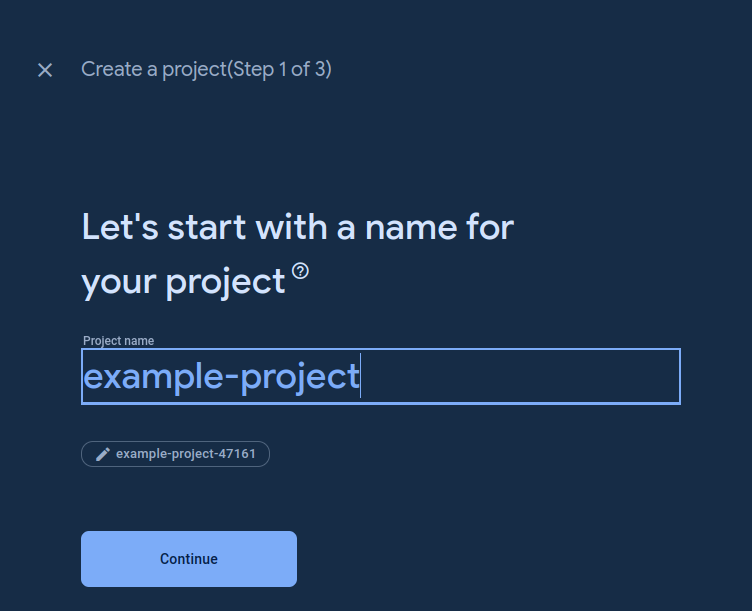 Create a project(Step 1 of 3)
Let's start with a name for
your project
Project name
example-project
example-project-47161
Continue